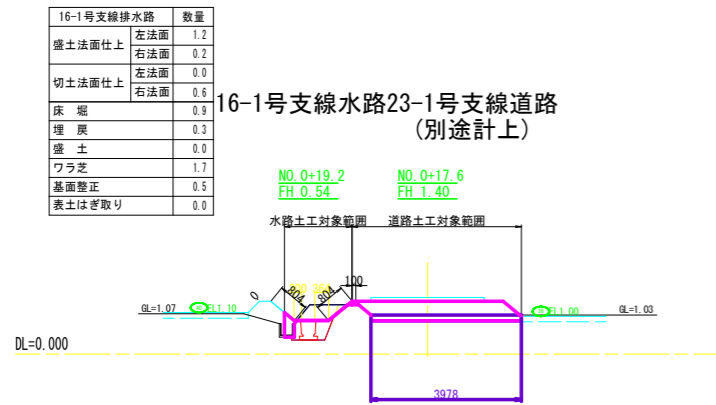 16-1号支線排水路 数量
盛土法面仕上 左法面 1.2
右法面 0.2
切土法面仕上 左法面 0.0
右法面 0.6
床 堀 0.9
埋 戻 0.3
盛 土 0.0
ワラ芝 1.7
基面整正 0.5
表土はぎ取り 0.0
16-1号支線水路23-1号支線道路
(別途計上)
NO.0+19.2 NO.0+17.6
FH 0.54 FH 1.40
水路土工対象範囲 道路土工対象範囲
0 804 804 100
GL=1.07 EL1.10 EL1.00 GL=1.03
DL=0.000
3978